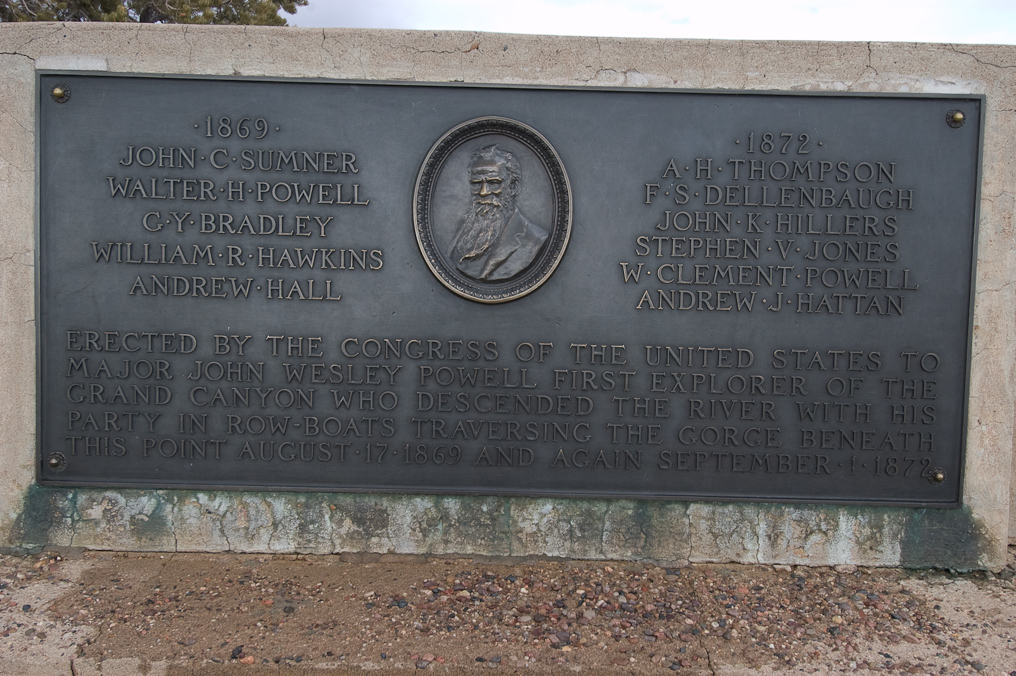 ·1869·
JOHN·C·SUMNER
WALTER·H·POWELL
G·Y·BRADLEY
WILLIAM·R·HAWKINS
ANDREW·HALL
·1872·
A·H·THOMPSON
F·S·DELLENBAUGH
JOHN·K·HILLERS
STEPHEN·V·JONES
W·CLEMENT·POWELL
ANDREW·J·HATTAN
ERECTED BY THE CONGRESS OF THE UNITED STATES TO
MAJOR JOHN WESLEY POWELL FIRST EXPLORER OF THE
GRAND CANYON WHO DESCENDED THE RIVER WITH HIS
PARTY IN ROW-BOATS TRAVERSING THE GORGE BENEATH
THIS POINT AUGUST·17·1869 AND AGAIN SEPTEMBER·1·1872